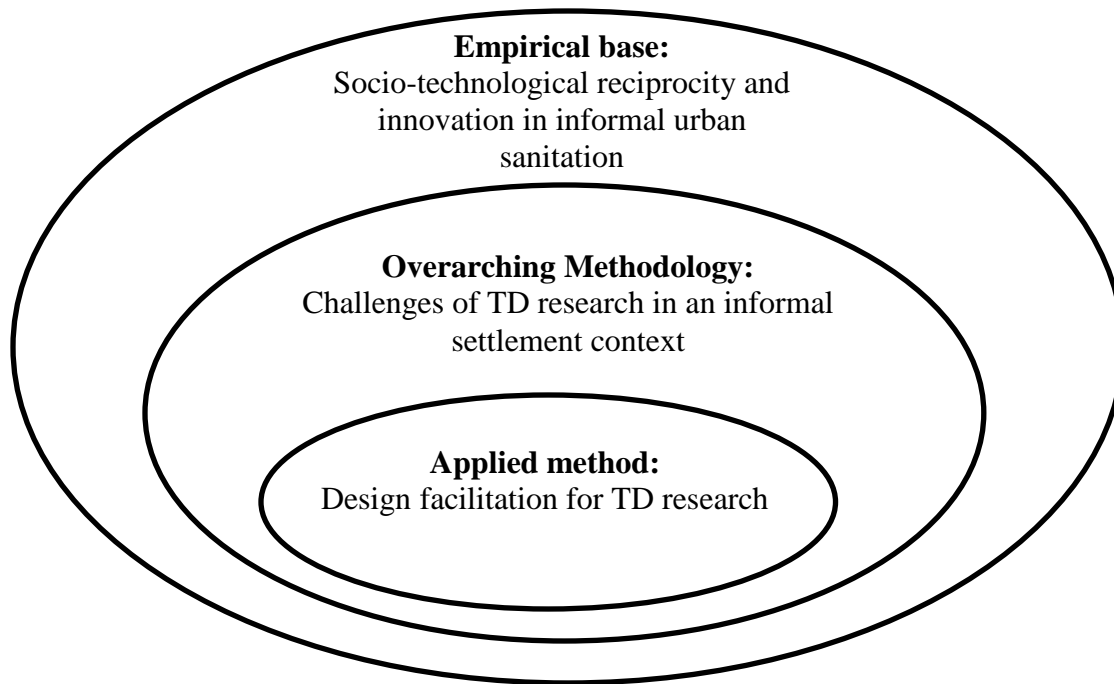 Empirical base:
Socio-technological reciprocity and
innovation in informal urban
sanitation
Overarching Methodology:
Challenges of TD research in an informal
settlement context
Applied method:
Design facilitation for TD research